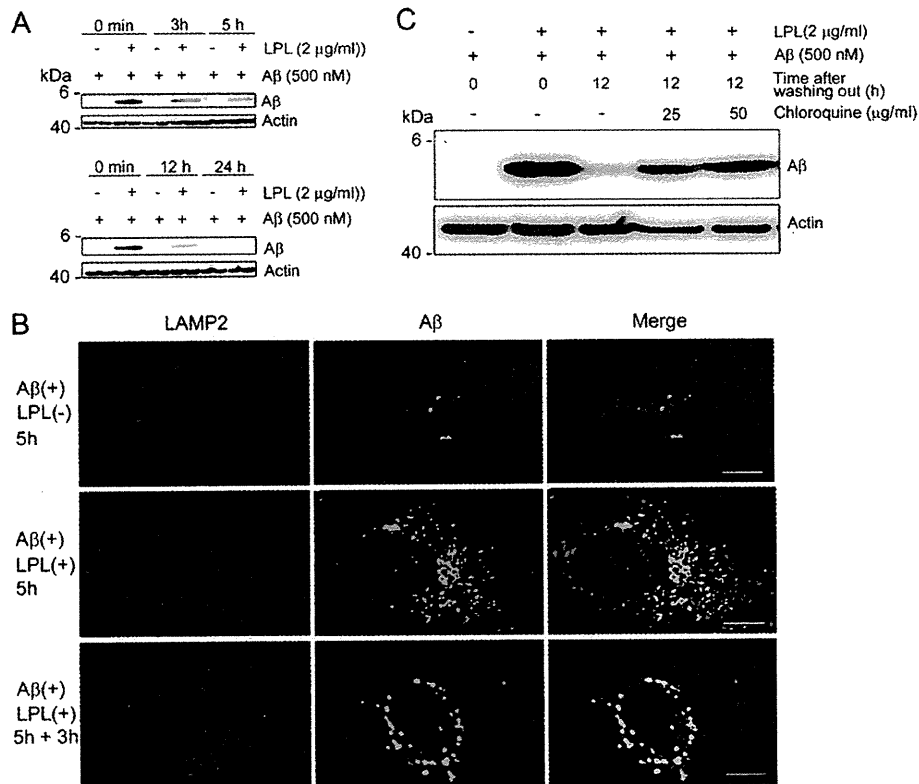 A
0 min 3h 5 h
- + - + - + LPL (2 µg/ml))
+ + + + + + Aβ (500 nM)
kDa
6 - Aβ
40 - Actin
0 min 12 h 24 h
- + - + - + LPL (2 µg/ml))
+ + + + + + Aβ (500 nM)
6 - Aβ
40 - Actin
C
- + + + + LPL(2 µg/ml)
+ + + + + Aβ (500 nM)
0 0 12 12 12 Time after
washing out (h)
kDa - - - 25 50 Chloroquine (µg/ml)
6 - Aβ
Actin
40 -
B
LAMP2 Aβ Merge
Aβ(+)
LPL(-)
5h
Aβ(+)
LPL(+)
5h
Aβ(+)
LPL(+)
5h + 3h